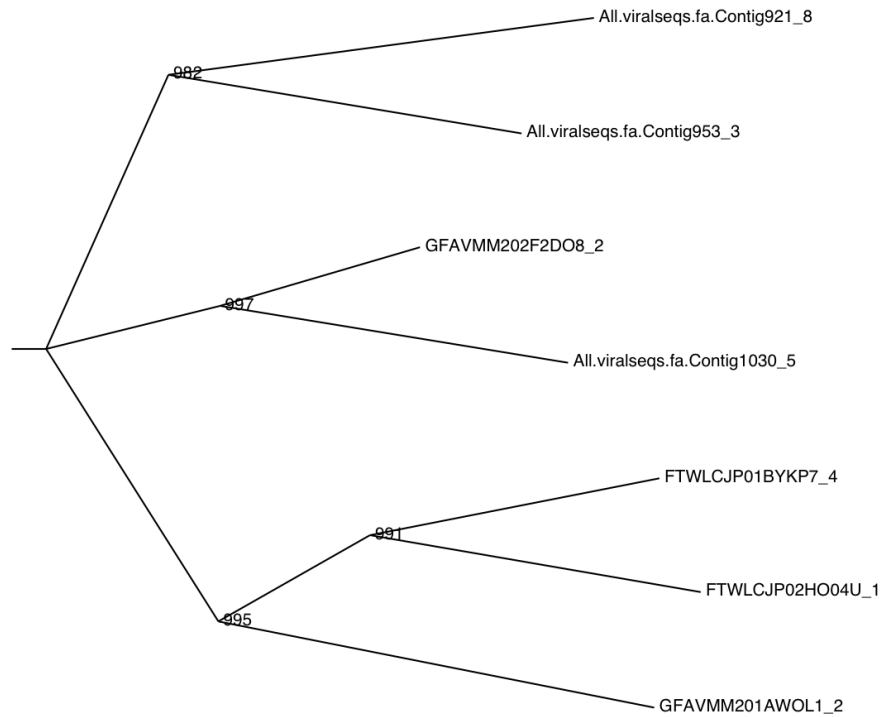 All.viralseqs.fa.Contig921_8
982
All.viralseqs.fa.Contig953_3
GFAVMM202F2DO8_2
997
All.viralseqs.fa.Contig1030_5
FTWLCJP01BYKP7_4
991
FTWLCJP02HO04U_1
995
GFAVMM201AWOL1_2